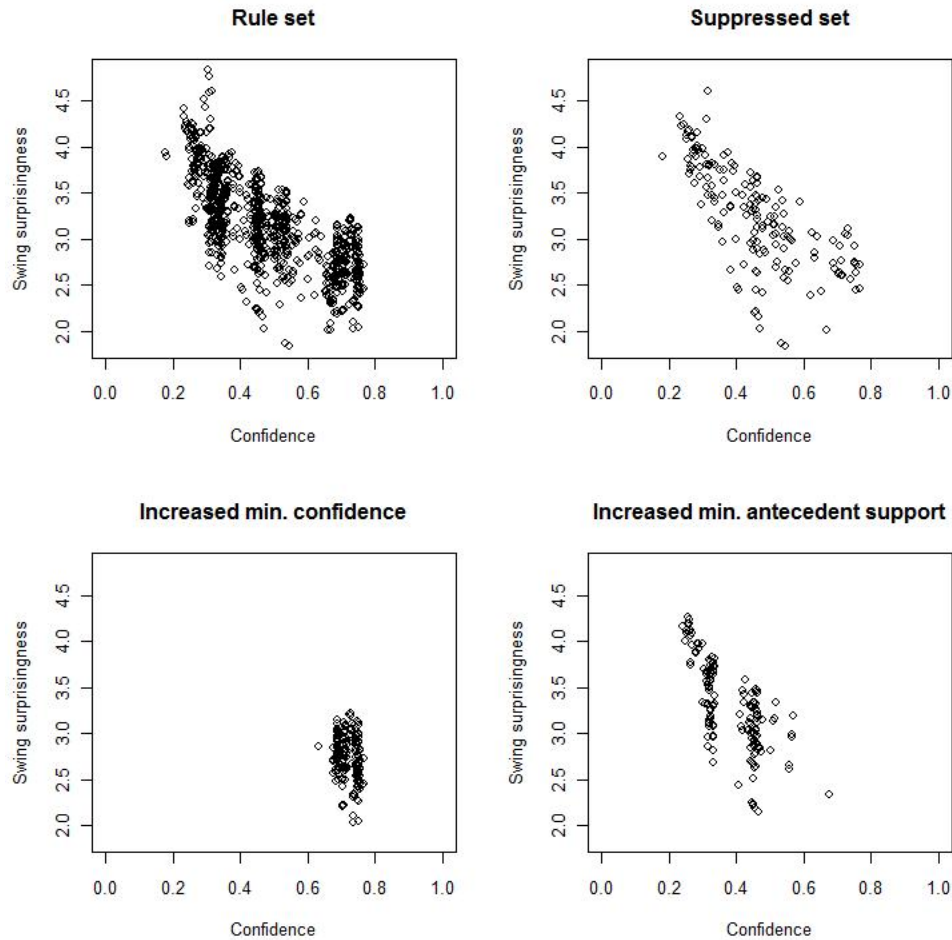 Rule set
Swing surprisingness
4.5
4.0
3.5
3.0
2.5
2.0
0.0 0.2 0.4 0.6 0.8 1.0
Confidence
Suppressed set
Swing surprisingness
4.5
4.0
3.5
3.0
2.5
2.0
0.0 0.2 0.4 0.6 0.8 1.0
Confidence
Increased min. confidence
Swing surprisingness
4.5
4.0
3.5
3.0
2.5
2.0
0.0 0.2 0.4 0.6 0.8 1.0
Confidence
Increased min. antecedent support
Swing surprisingness
4.5
4.0
3.5
3.0
2.5
2.0
0.0 0.2 0.4 0.6 0.8 1.0
Confidence